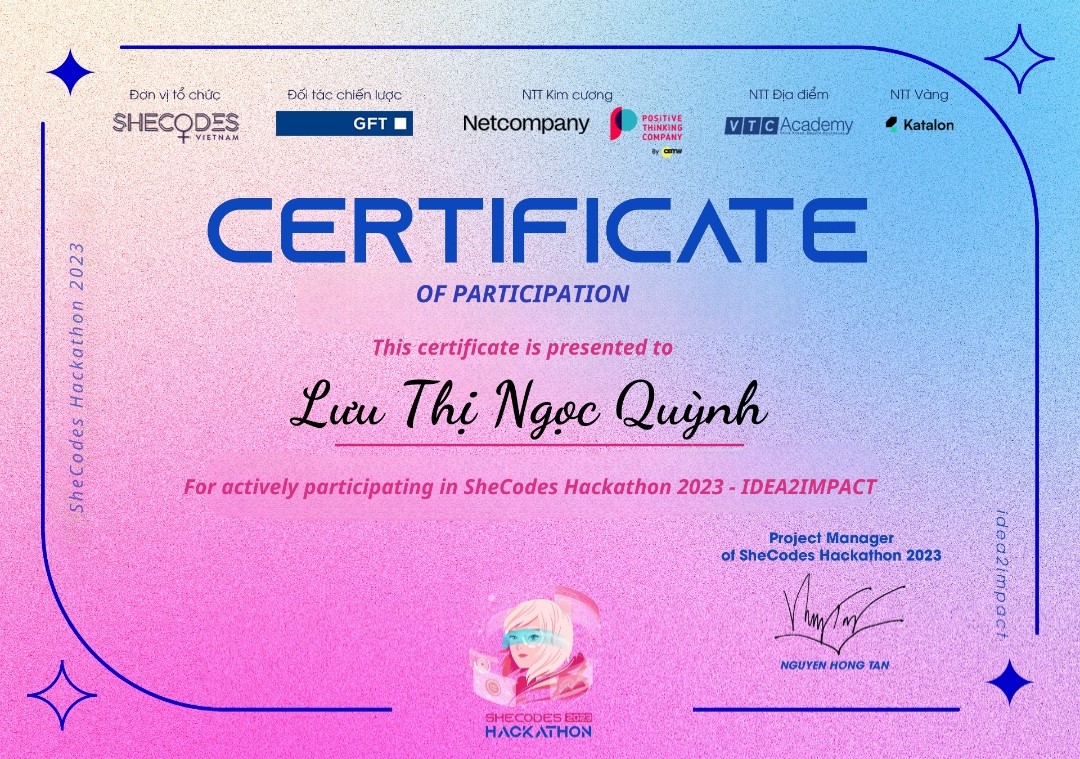 Đơn vị tổ chức
SHECODES
VIETNAM
Đối tác chiến lược
GFT
NTT Kim cương
Netcompany
POSITIVE
THINKING
COMPANY
By
NTT Địa điểm
VTC Academy
NTT Vàng
Katalon
CERTIFICATE
OF PARTICIPATION
This certificate is presented to
Lưu Thị Ngọc Quỳnh
For actively participating in SheCodes Hackathon 2023 - IDEA2IMPACT
SheCodes Hackathon 2023
idea2impact
Project Manager
of SheCodes Hackathon 2023
NGUYEN HONG TAN
SHECODES 2023
HACKATHON